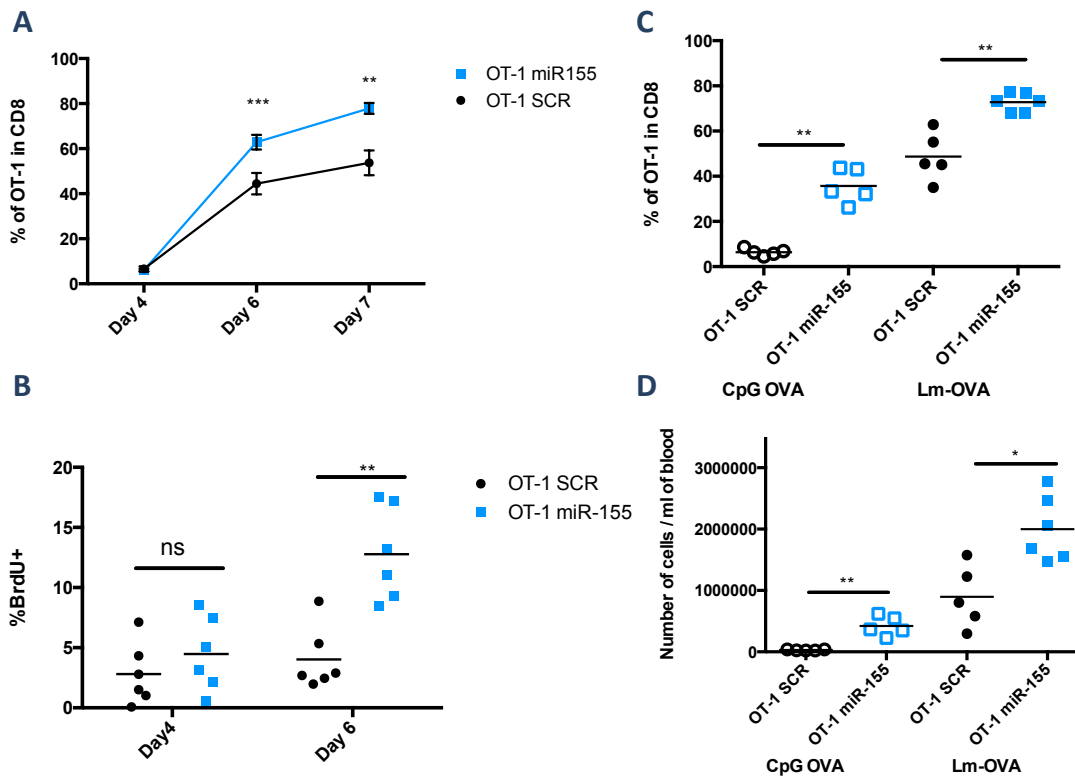 A
% of OT-1 in CD8
100
80
60
40
20
0
***
**
Day 4
Day 6
Day 7
OT-1 miR155
OT-1 SCR
B
%BrdU+
20
15
10
5
0
ns
**
Day4
Day 6
OT-1 SCR
OT-1 miR-155
C
% of OT-1 in CD8
100
80
60
40
20
0
**
**
OT-1 SCR
OT-1 miR-155
OT-1 SCR
OT-1 miR-155
CpG OVA
Lm-OVA
D
Number of cells / ml of blood
3000000
2000000
1000000
0
**
*
OT-1 SCR
OT-1 miR-155
OT-1 SCR
OT-1 miR-155
CpG OVA
Lm-OVA